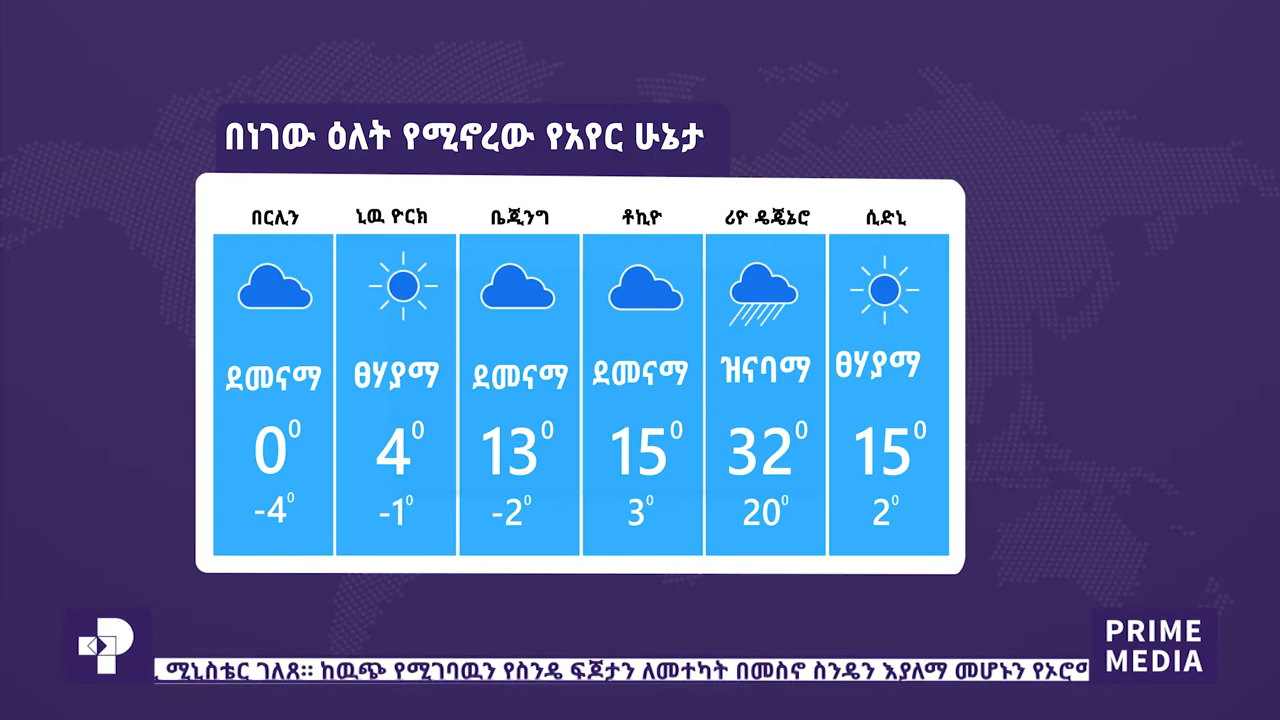 በነገው ዕለት የሚኖረው የአየር ሁኔታ
በርሊን ኒዉ ዮርክ ቤጂንግ ቶኪዮ ሪዮ ዴጄኔሮ ሲድኒ
ደመናማ ፀሃያማ ደመናማ ደመናማ ዝናባማ ፀሃያማ
0⁰ 4⁰ 13⁰ 15⁰ 32⁰ 15⁰
-4⁰ -1⁰ -2⁰ 3⁰ 20⁰ 2⁰
PRIME
MEDIA
ሚኒስቴር ገለጸ። ከዉጭ የሚገባዉን የስንዴ ፍጆታን ለመተካት በመስኖ ስንዴን እያለማ መሆኑን